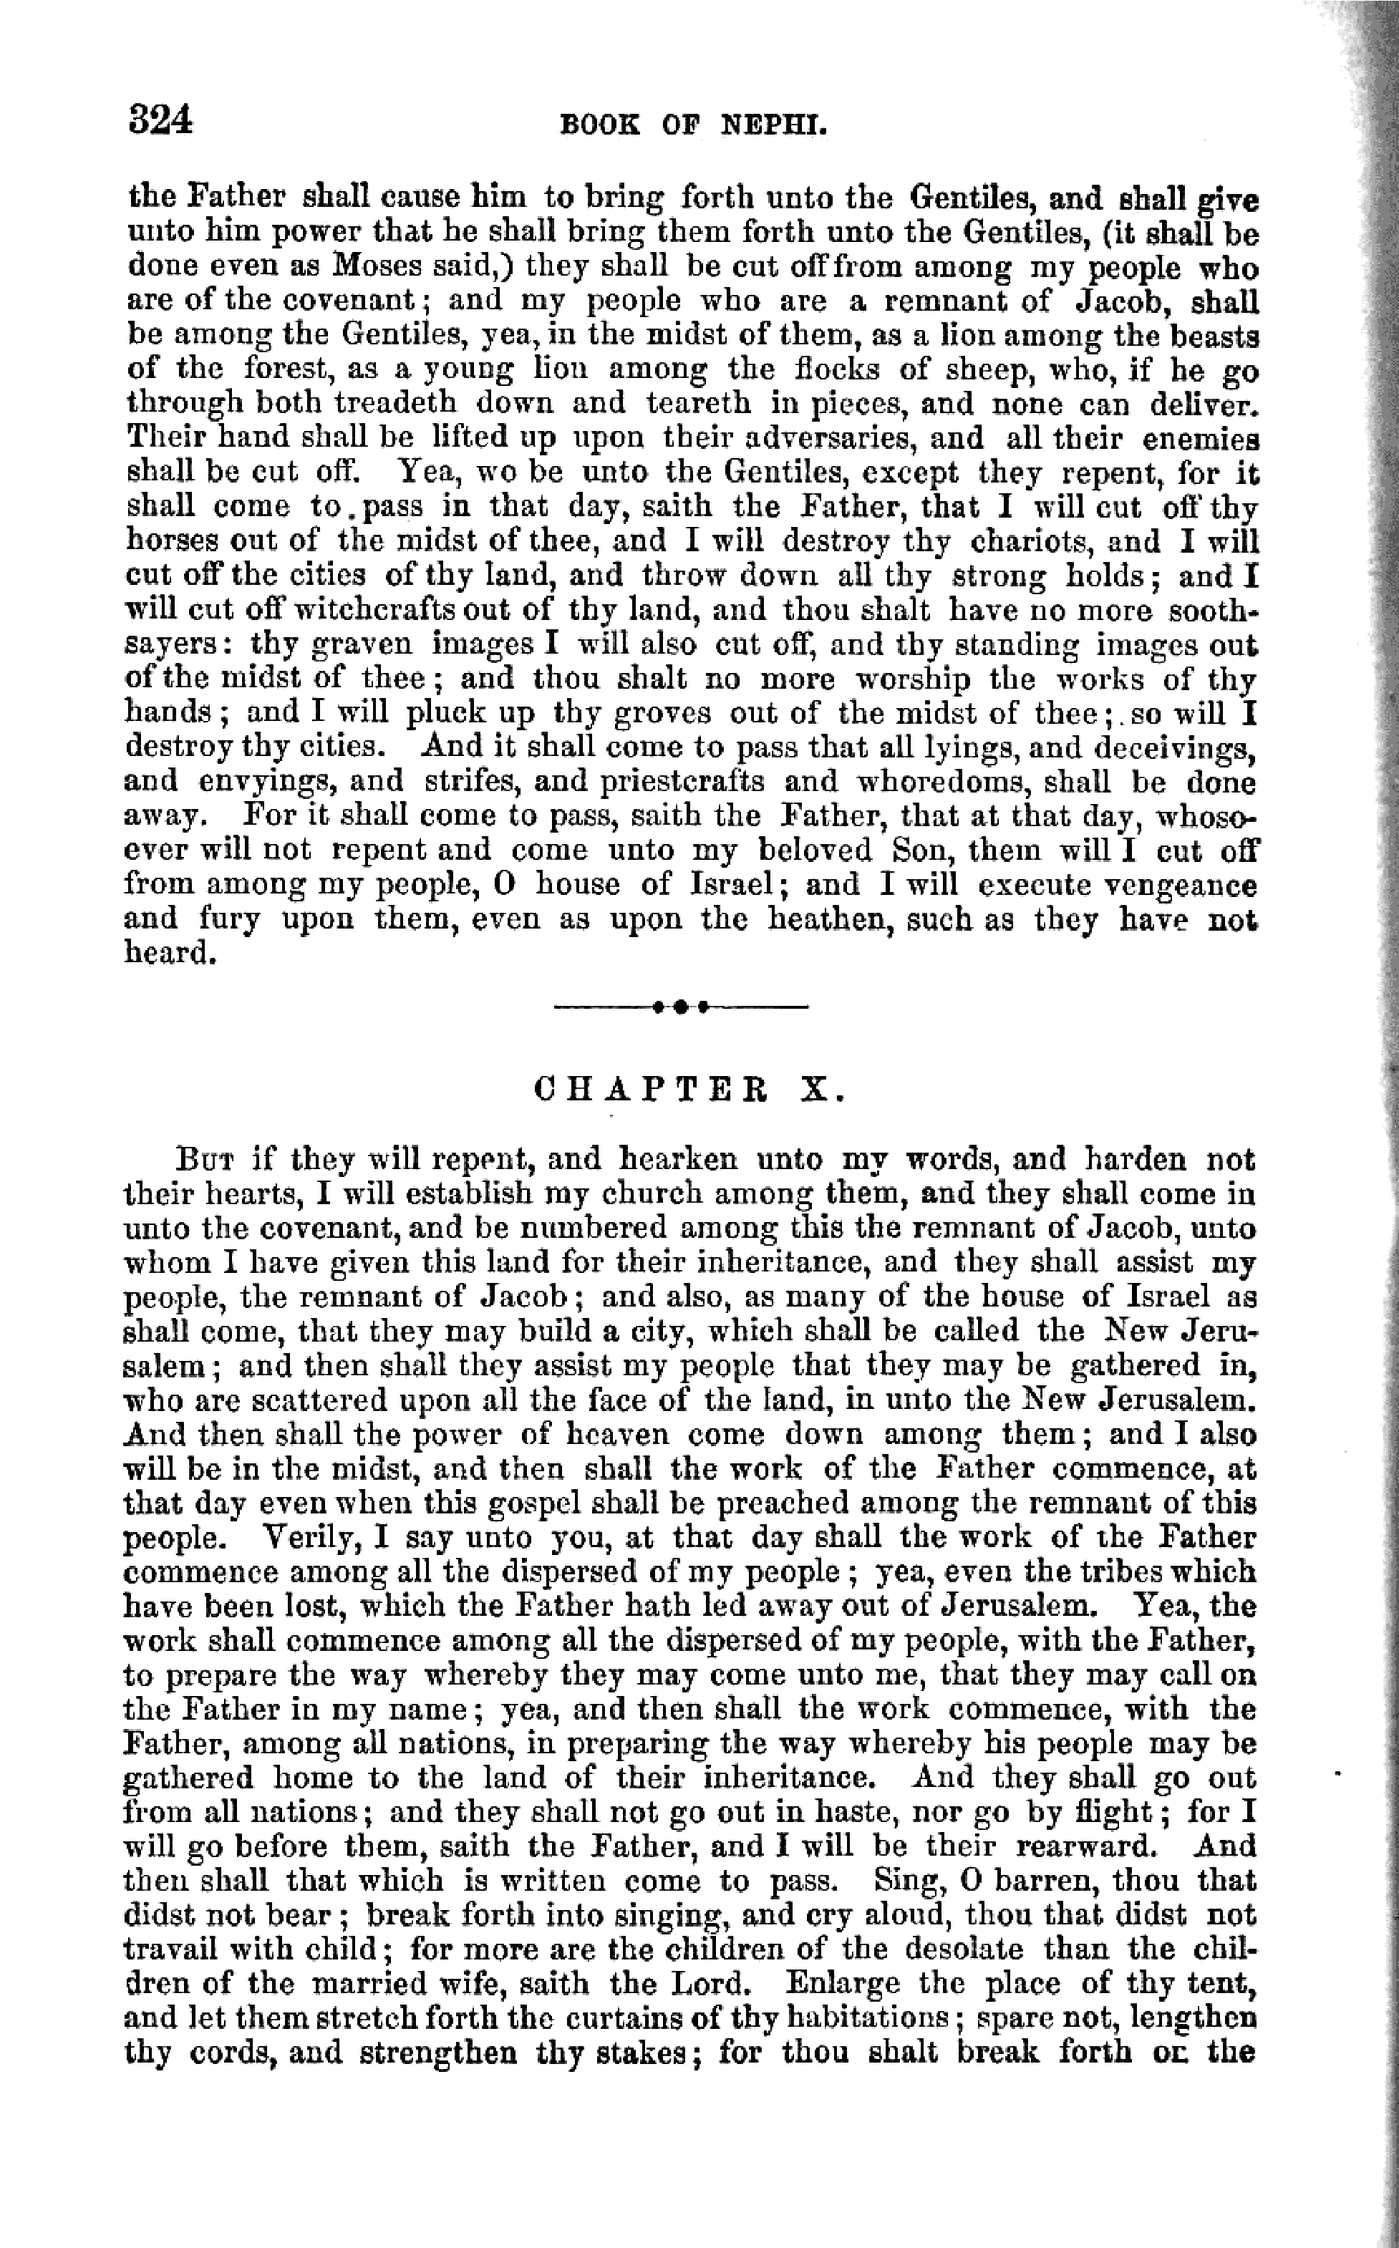 324 BOOK OF NEPHI.
the Father shall cause him to bring forth unto the Gentiles, and shall give
unto him power that he shall bring them forth unto the Gentiles, (it shall be
done even as Moses said,) they shall be cut off from among my people who
are of the covenant; and my people who are a remnant of Jacob, shall
be among the Gentiles, yea, in the midst of them, as a lion among the beasts
of the forest, as a young lion among the flocks of sheep, who, if he go
through both treadeth down and teareth in pieces, and none can deliver.
Their hand shall be lifted up upon their adversaries, and all their enemies
shall be cut off. Yea, wo be unto the Gentiles, except they repent, for it
shall come to.pass in that day, saith the Father, that I will cut off thy
horses out of the midst of thee, and I will destroy thy chariots, and I will
cut off the cities of thy land, and throw down all thy strong holds; and I
will cut off witchcrafts out of thy land, and thou shalt have no more sooth-
sayers: thy graven images I will also cut off, and thy standing images out
of the midst of thee; and thou shalt no more worship the works of thy
hands; and I will pluck up thy groves out of the midst of thee; so will I
destroy thy cities. And it shall come to pass that all lyings, and deceivings,
and envyings, and strifes, and priestcrafts and whoredoms, shall be done
away. For it shall come to pass, saith the Father, that at that day, whoso-
ever will not repent and come unto my beloved Son, them will I cut off
from among my people, O house of Israel; and I will execute vengeance
and fury upon them, even as upon the heathen, such as they have not
heard.
CHAPTER X.
BUT if they will repent, and hearken unto my words, and harden not
their hearts, I will establish my church among them, and they shall come in
unto the covenant, and be numbered among this the remnant of Jacob, unto
whom I have given this land for their inheritance, and they shall assist my
people, the remnant of Jacob; and also, as many of the house of Israel as
shall come, that they may build a city, which shall be called the New Jeru-
salem; and then shall they assist my people that they may be gathered in,
who are scattered upon all the face of the land, in unto the New Jerusalem.
And then shall the power of heaven come down among them; and I also
will be in the midst, and then shall the work of the Father commence, at
that day even when this gospel shall be preached among the remnant of this
people. Verily, I say unto you, at that day shall the work of the Father
commence among all the dispersed of my people; yea, even the tribes which
have been lost, which the Father hath led away out of Jerusalem. Yea, the
work shall commence among all the dispersed of my people, with the Father,
to prepare the way whereby they may come unto me, that they may call on
the Father in my name; yea, and then shall the work commence, with the
Father, among all nations, in preparing the way whereby his people may be
gathered home to the land of their inheritance. And they shall go out
from all nations; and they shall not go out in haste, nor go by flight; for I
will go before them, saith the Father, and I will be their rearward. And
then shall that which is written come to pass. Sing, O barren, thou that
didst not bear; break forth into singing, and cry aloud, thou that didst not
travail with child; for more are the children of the desolate than the chil-
dren of the married wife, saith the Lord. Enlarge the place of thy tent,
and let them stretch forth the curtains of thy habitations; spare not, lengthen
thy cords, and strengthen thy stakes; for thou shalt break forth on the